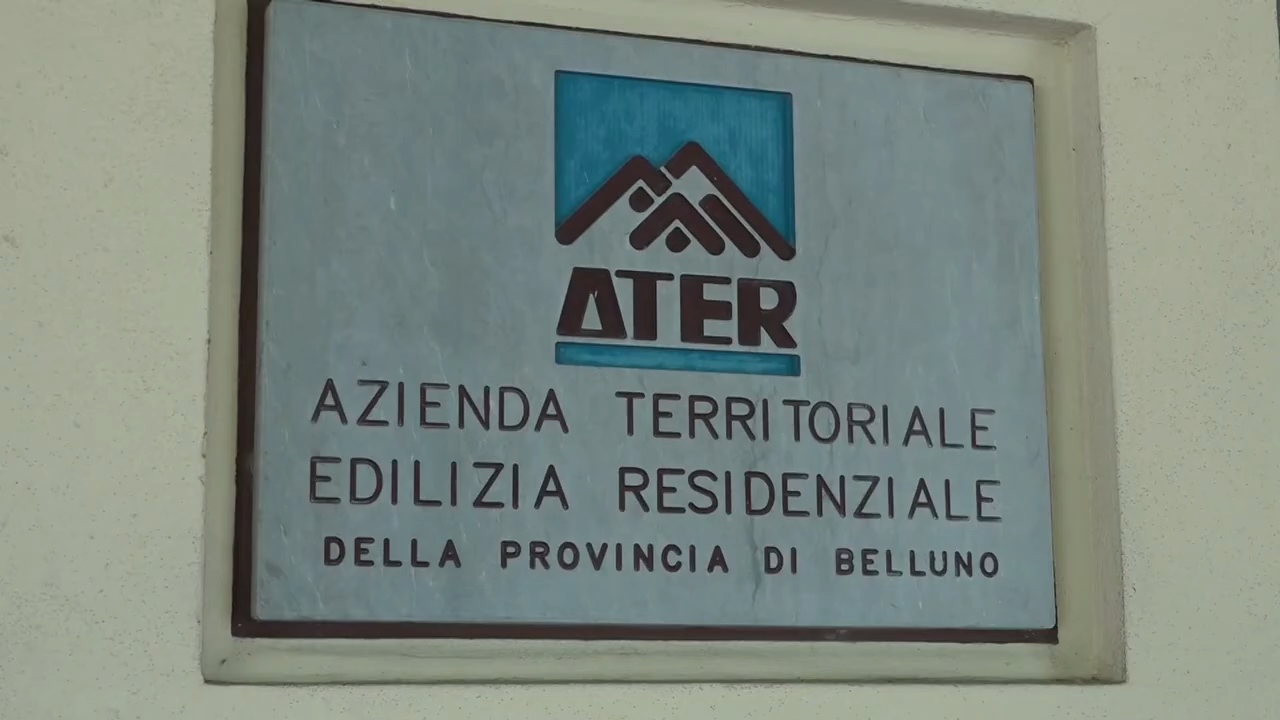 ATER
AZIENDA TERRITORIALE
EDILIZIA RESIDENZIALE
DELLA PROVINCIA DI BELLUNO